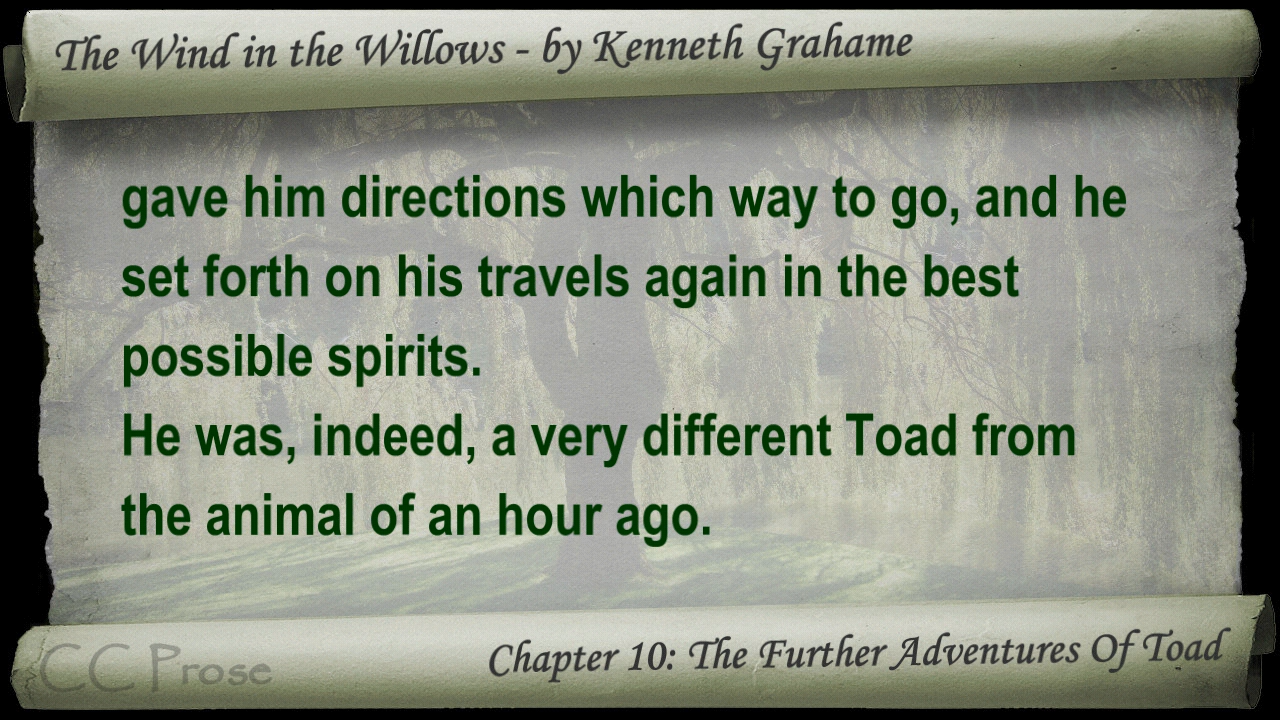 The Wind in the Willows - by Kenneth Grahame
gave him directions which way to go, and he
set forth on his travels again in the best
possible spirits.
He was, indeed, a very different Toad from
the animal of an hour ago.
CC Prose
Chapter 10: The Further Adventures Of Toad